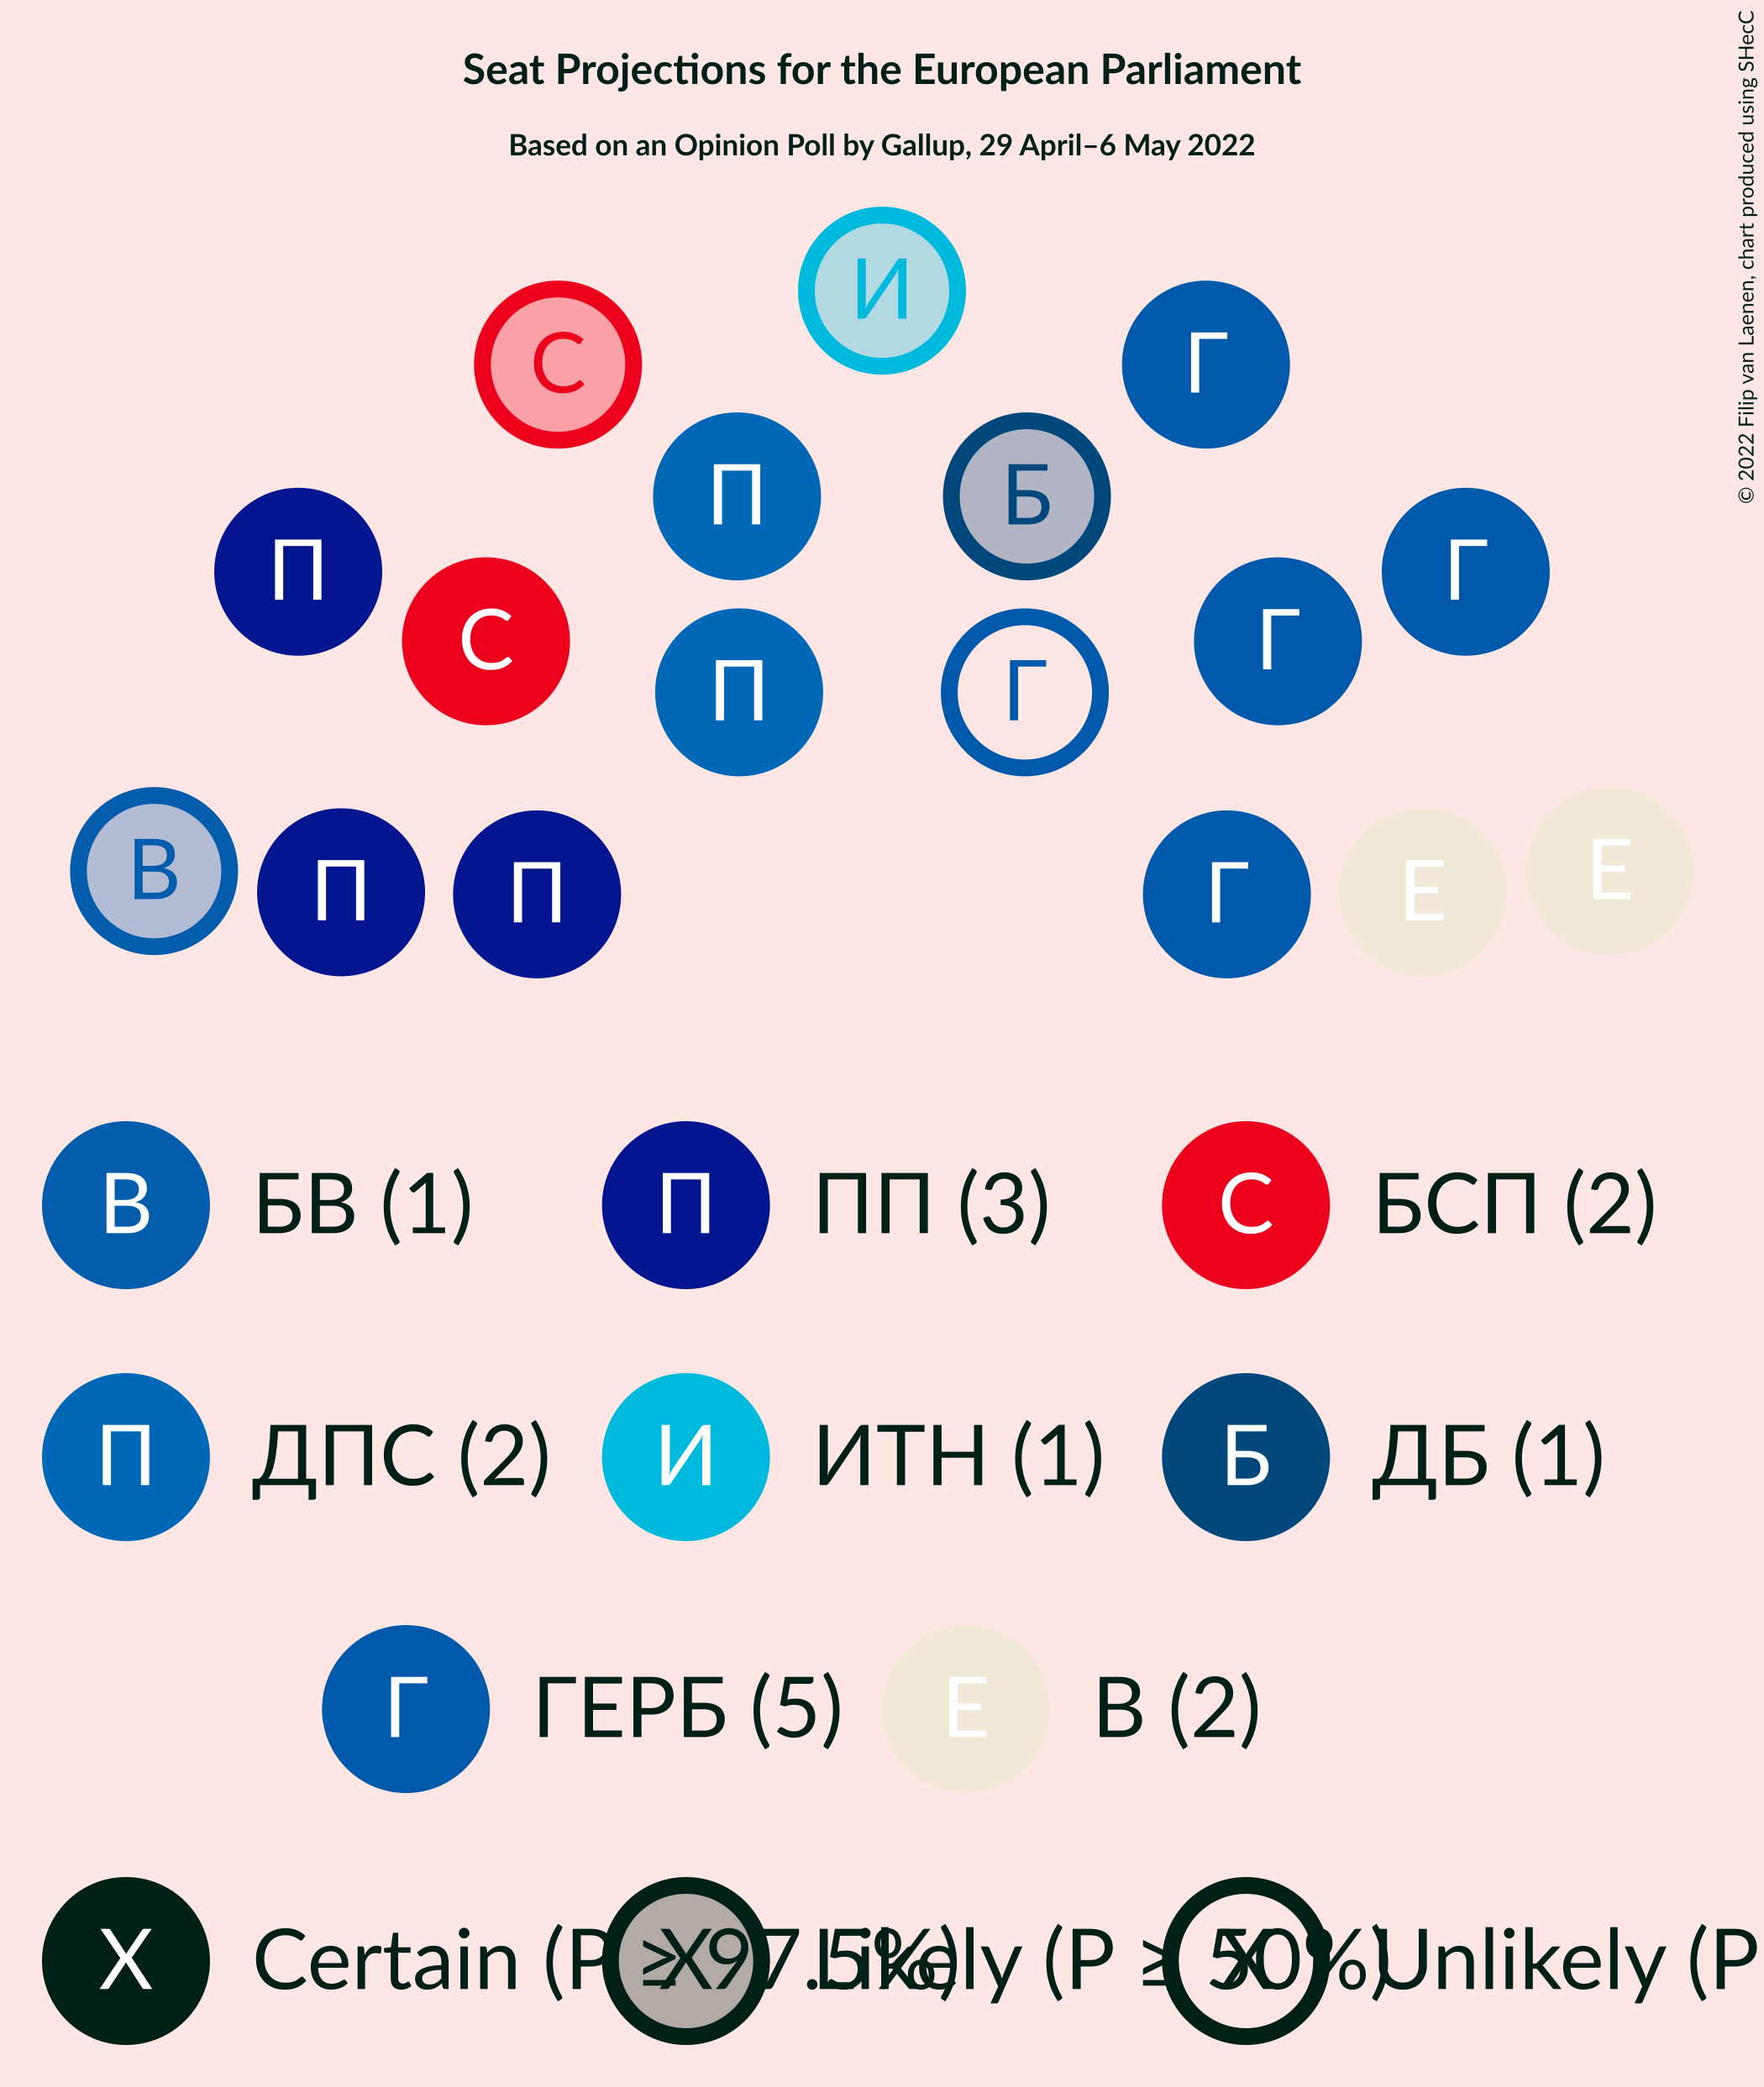 Seat Projections for the European Parliament
Based on an Opinion Poll by Gallup, 29 April–6 May 2022
© 2022 Filip van Laenen, chart produced using SHecC
И
С Г
П Б
П Г
С Г
П Г
В Е
П П Г Е
В БВ (1) П ПП (3) С БСП (2)
П ДПС (2) И ИТН (1) Б ДБ (1)
Г ГЕРБ (5) Е В (2)
X Certain (P ≥ 97.5%) X Likely (P ≥ 50%) X Unlikely (P